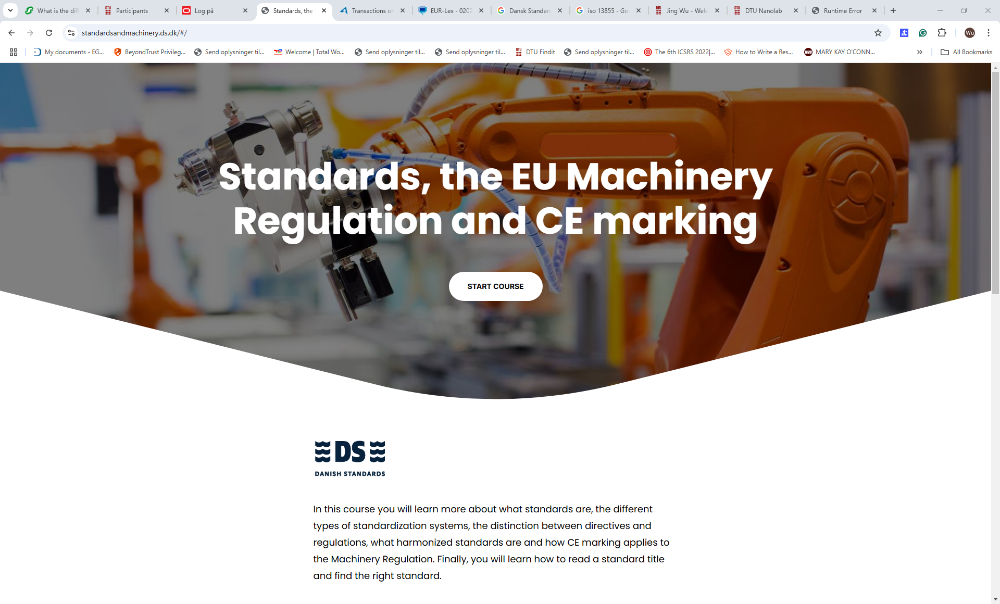 What is the dif
Participants
Log på
Standards, the
Transactions or
EUR-Lex - 0202
Dansk Standard
iso 13855 - Go
Jing Wu - Welc
DTU Nanolab
Runtime Error
standardsandmachinery.ds.dk/#/
Wu
My documents - EG...
BeyondTrust Privileg...
Send oplysninger til...
Welcome | Total Wo...
Send oplysninger til...
Send oplysninger til...
DTU Findit
Send oplysninger til...
The 6th ICSRS 2022|...
How to Write a Res...
MARY KAY O'CONN...
All Bookmarks
Standards, the EU Machinery
Regulation and CE marking
START COURSE
DS
DANISH STANDARDS
In this course you will learn more about what standards are, the different
types of standardization systems, the distinction between directives and
regulations, what harmonized standards are and how CE marking applies to
the Machinery Regulation. Finally, you will learn how to read a standard title
and find the right standard.